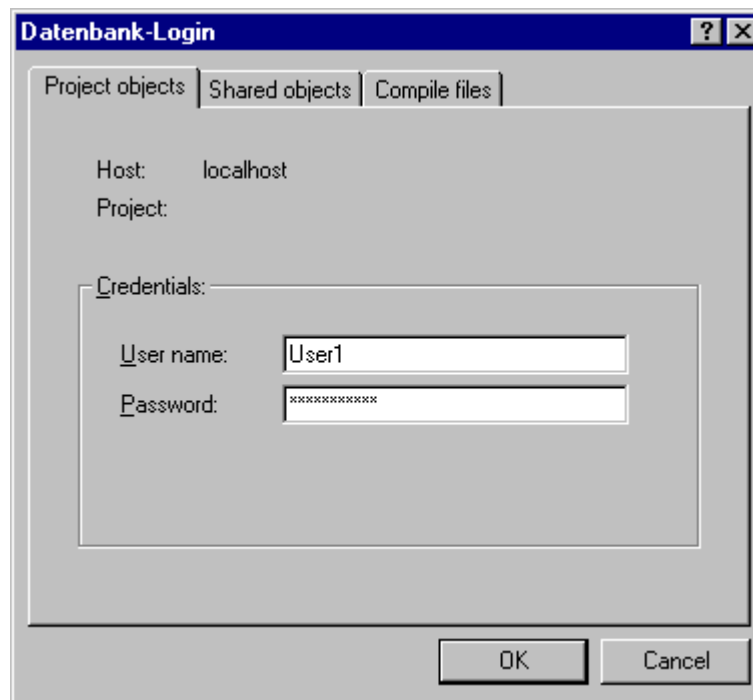 Datenbank-Login
Project objects Shared objects Compile files
Host: localhost
Project:
Credentials:
User name: User1
Password: ***********
OK Cancel